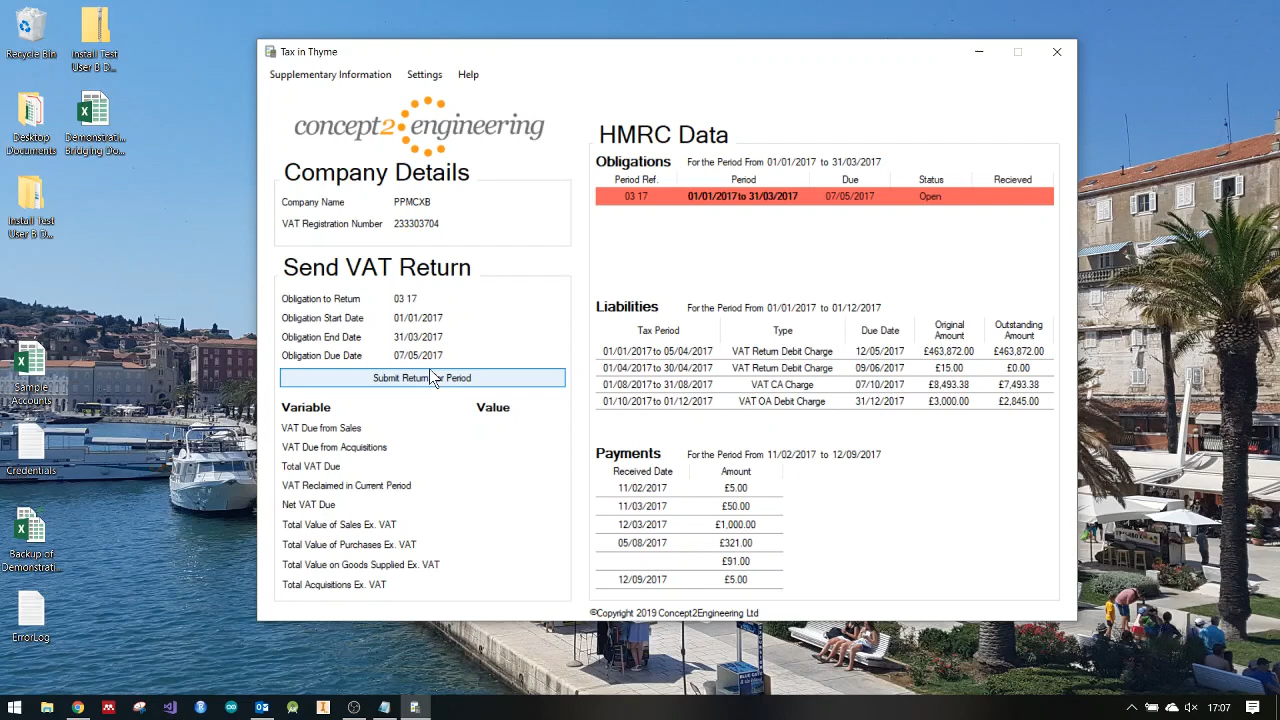 Recycle Bin
Install Test
User B D...
Desktop
Documents
Demonstrati...
Bridging Do...
Install Test
User B D...
Sample
Accounts
Credentials
Backup of
Demonstrati...
ErrorLog
Tax in Thyme
Supplementary Information Settings Help
concept2engineering
Company Details
Company Name PPMCXB
VAT Registration Number 233303704
Send VAT Return
Obligation to Return 03 17
Obligation Start Date 01/01/2017
Obligation End Date 31/03/2017
Obligation Due Date 07/05/2017
Submit Return Period
Variable Value
VAT Due from Sales
VAT Due from Acquisitions
Total VAT Due
VAT Reclaimed in Current Period
Net VAT Due
Total Value of Sales Ex. VAT
Total Value of Purchases Ex. VAT
Total Value on Goods Supplied Ex. VAT
Total Acquisitions Ex. VAT
HMRC Data
Obligations For the Period From 01/01/2017 to 31/03/2017
Period Ref. Period Due Status Recieved
03 17 01/01/2017 to 31/03/2017 07/05/2017 Open
Liabilities For the Period From 01/01/2017 to 01/12/2017
Tax Period Type Due Date Original Amount Outstanding Amount
01/01/2017 to 05/04/2017 VAT Return Debit Charge 12/05/2017 £463,872.00 £463,872.00
01/04/2017 to 30/04/2017 VAT Return Debit Charge 09/06/2017 £15.00 £0.00
01/08/2017 to 31/08/2017 VAT CA Charge 07/10/2017 £8,493.38 £7,493.38
01/10/2017 to 01/12/2017 VAT OA Debit Charge 31/12/2017 £3,000.00 £2,845.00
Payments For the Period From 11/02/2017 to 12/09/2017
Received Date Amount
11/02/2017 £5.00
11/03/2017 £50.00
12/03/2017 £1,000.00
05/08/2017 £321.00
£91.00
12/09/2017 £5.00
©Copyright 2019 Concept2Engineering Ltd
17:07